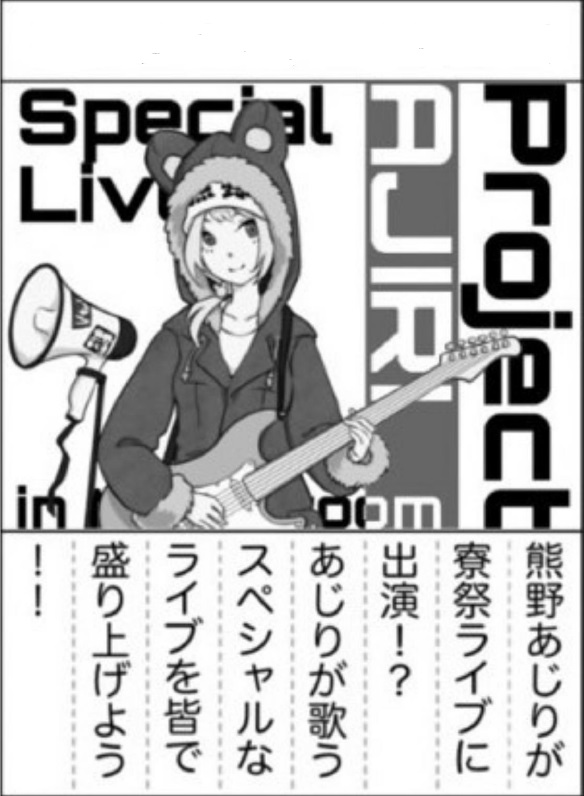 Special
Live
Project
AJIRI
in
熊野あじりが
寮祭ライブに
出演！？
あじりが歌う
スペシャルな
ライブを皆で
盛り上げよう
！！